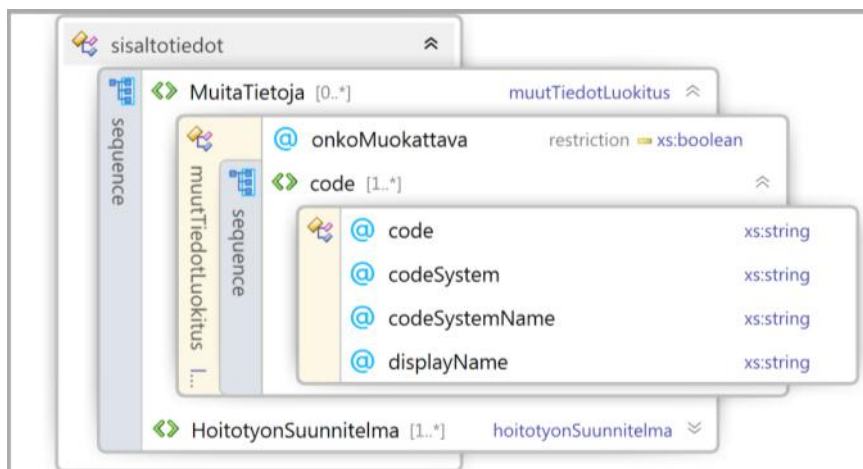 sisaltotiedot
sequence
MuitaTietoja [0..*] muutTiedotLuokitus
muutTiedotLuokitus I...
@ onkoMuokattava restriction xs:boolean
sequence
code [1..*]
@ code xs:string
@ codeSystem xs:string
@ codeSystemName xs:string
@ displayName xs:string
HoitotyonSuunnitelma [1..*] hoitotyonSuunnitelma